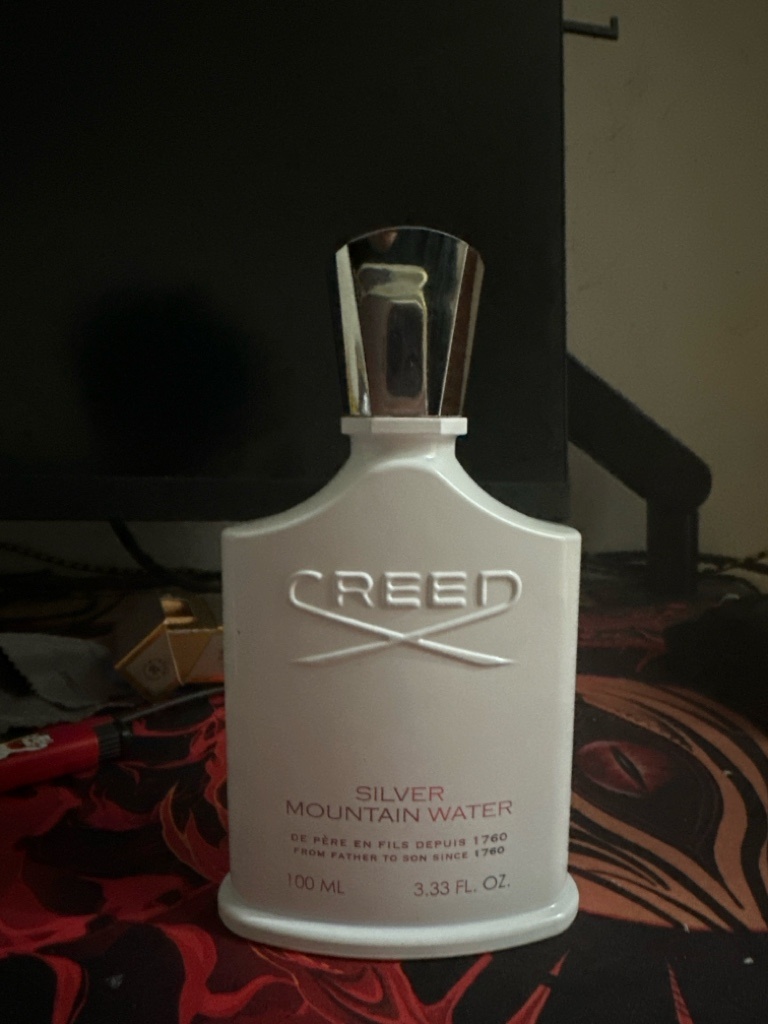 CREED
SILVER
MOUNTAIN WATER
DE PÈRE EN FILS DEPUIS 1760
FROM FATHER TO SON SINCE 1760
100 ML 3.33 FL. OZ.